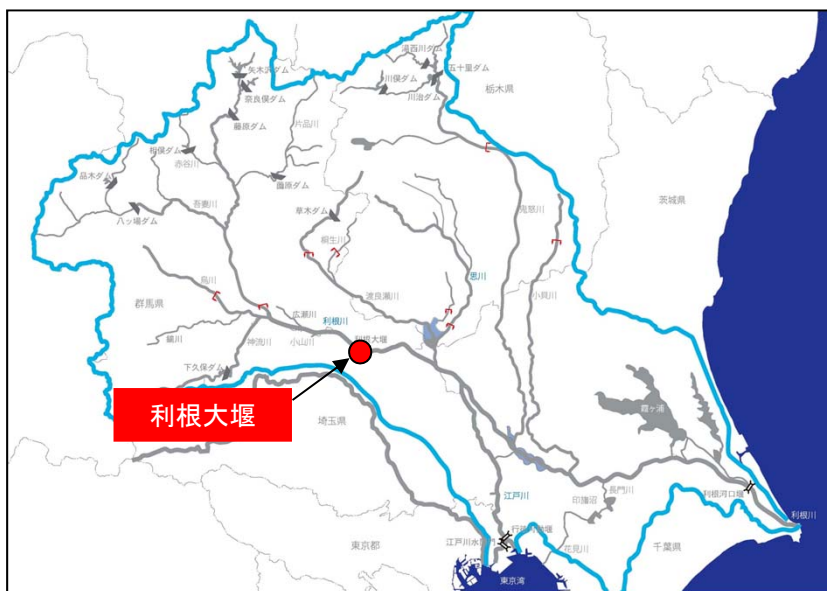 湯西川ダム
五十里ダム
矢木沢ダム
川俣ダム
栃木県
奈良俣ダム
川治ダム
藤原ダム
片品川
茨城県
相俣ダム
赤谷川
品木ダム
薗原ダム
吾妻川
草木ダム
八ッ場ダム
鬼怒川
桐生川
思川
烏川
渡良瀬川
小貝川
群馬県
広瀬川
利根川
鏑川
神流川
小山川
利根大堰
下久保ダム
利根大堰
埼玉県
霞ヶ浦
江戸川
印旛沼
長門川
利根河口堰
利根川
東京都
江戸川水閘門
花見川
千葉県
東京湾